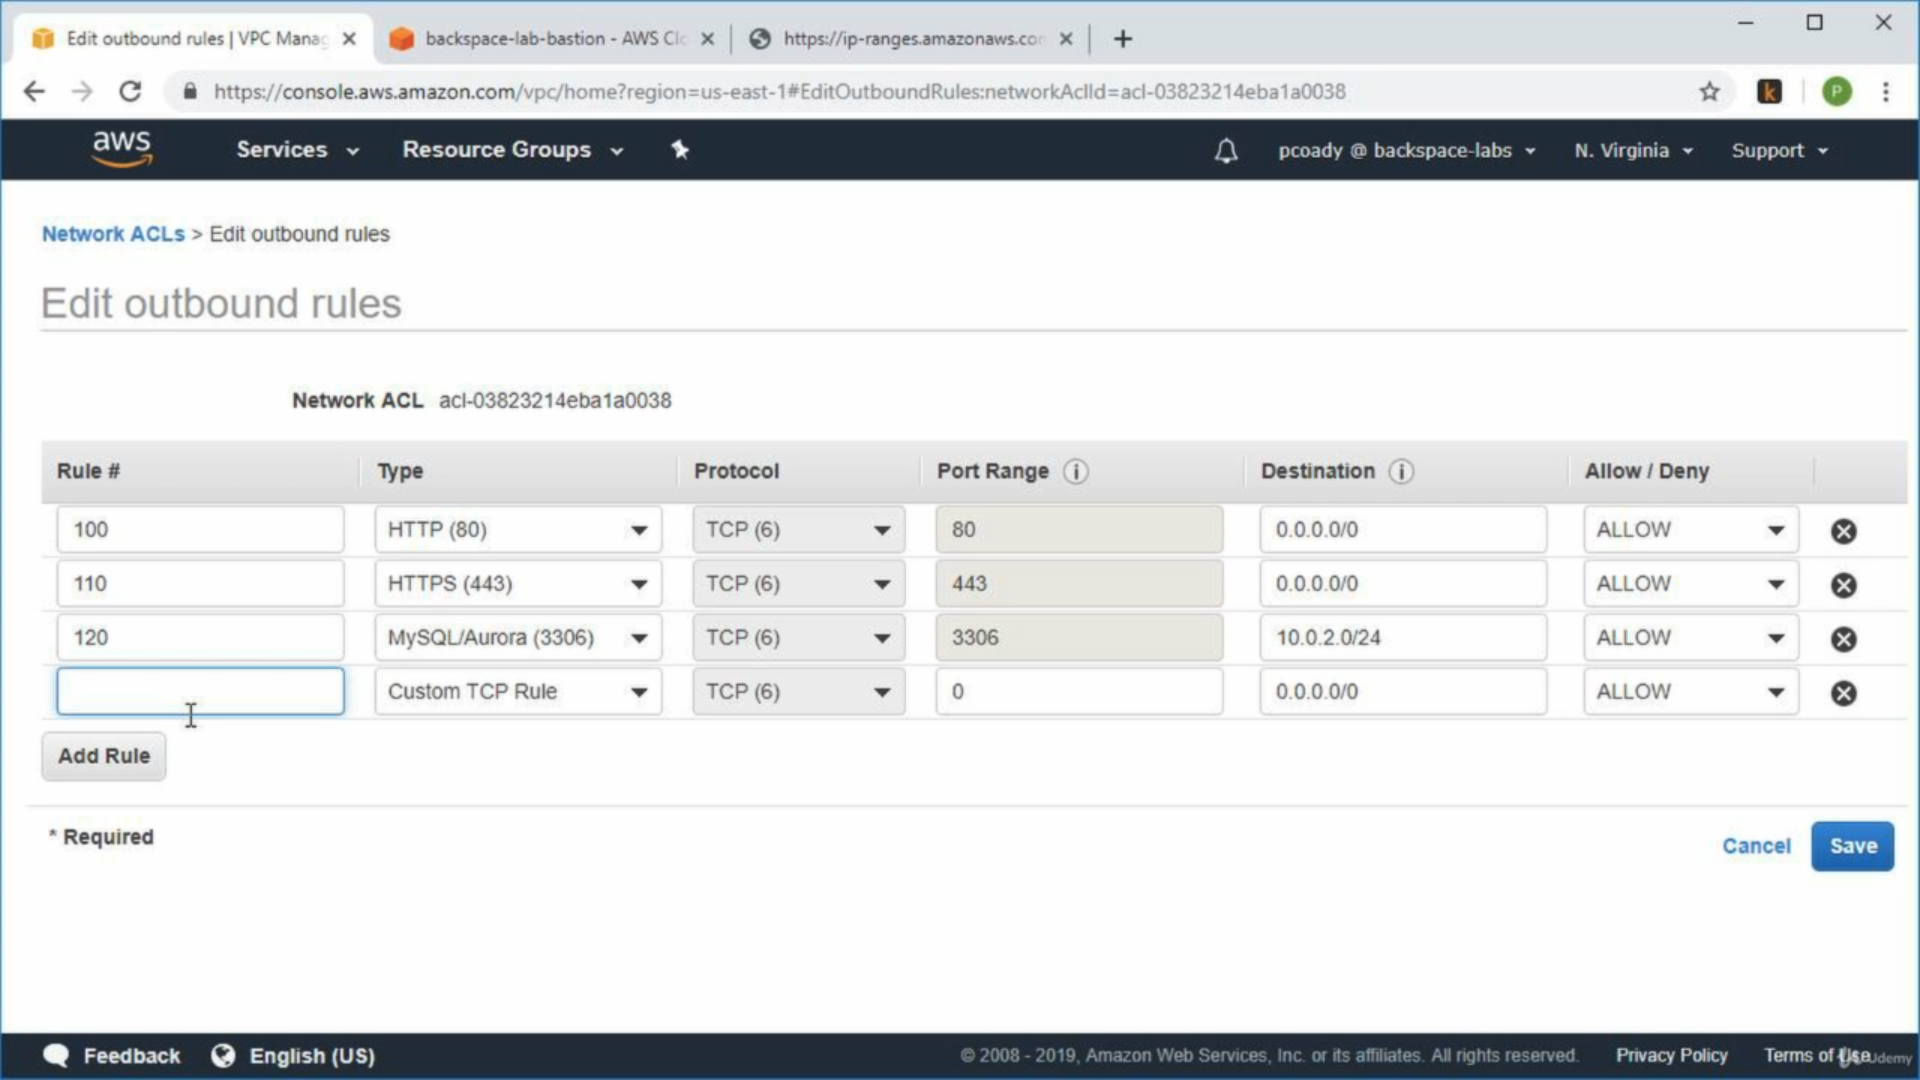 Edit outbound rules | VPC Manag
backspace-lab-bastion - AWS Clo
https://ip-ranges.amazonaws.con
https://console.aws.amazon.com/vpc/home?region=us-east-1#EditOutboundRules:networkAclId=acl-03823214eba1a0038
k
P
aws
Services
Resource Groups
pcoady @ backspace-labs
N. Virginia
Support
Network ACLs > Edit outbound rules
Edit outbound rules
Network ACL acl-03823214eba1a0038
Rule # Type Protocol Port Range i Destination i Allow / Deny
100 HTTP (80) TCP (6) 80 0.0.0.0/0 ALLOW
110 HTTPS (443) TCP (6) 443 0.0.0.0/0 ALLOW
120 MySQL/Aurora (3306) TCP (6) 3306 10.0.2.0/24 ALLOW
Custom TCP Rule TCP (6) 0 0.0.0.0/0 ALLOW
Add Rule
* Required
Cancel
Save
Feedback
English (US)
© 2008 - 2019, Amazon Web Services, Inc. or its affiliates. All rights reserved.
Privacy Policy
Terms of Use
Udemy